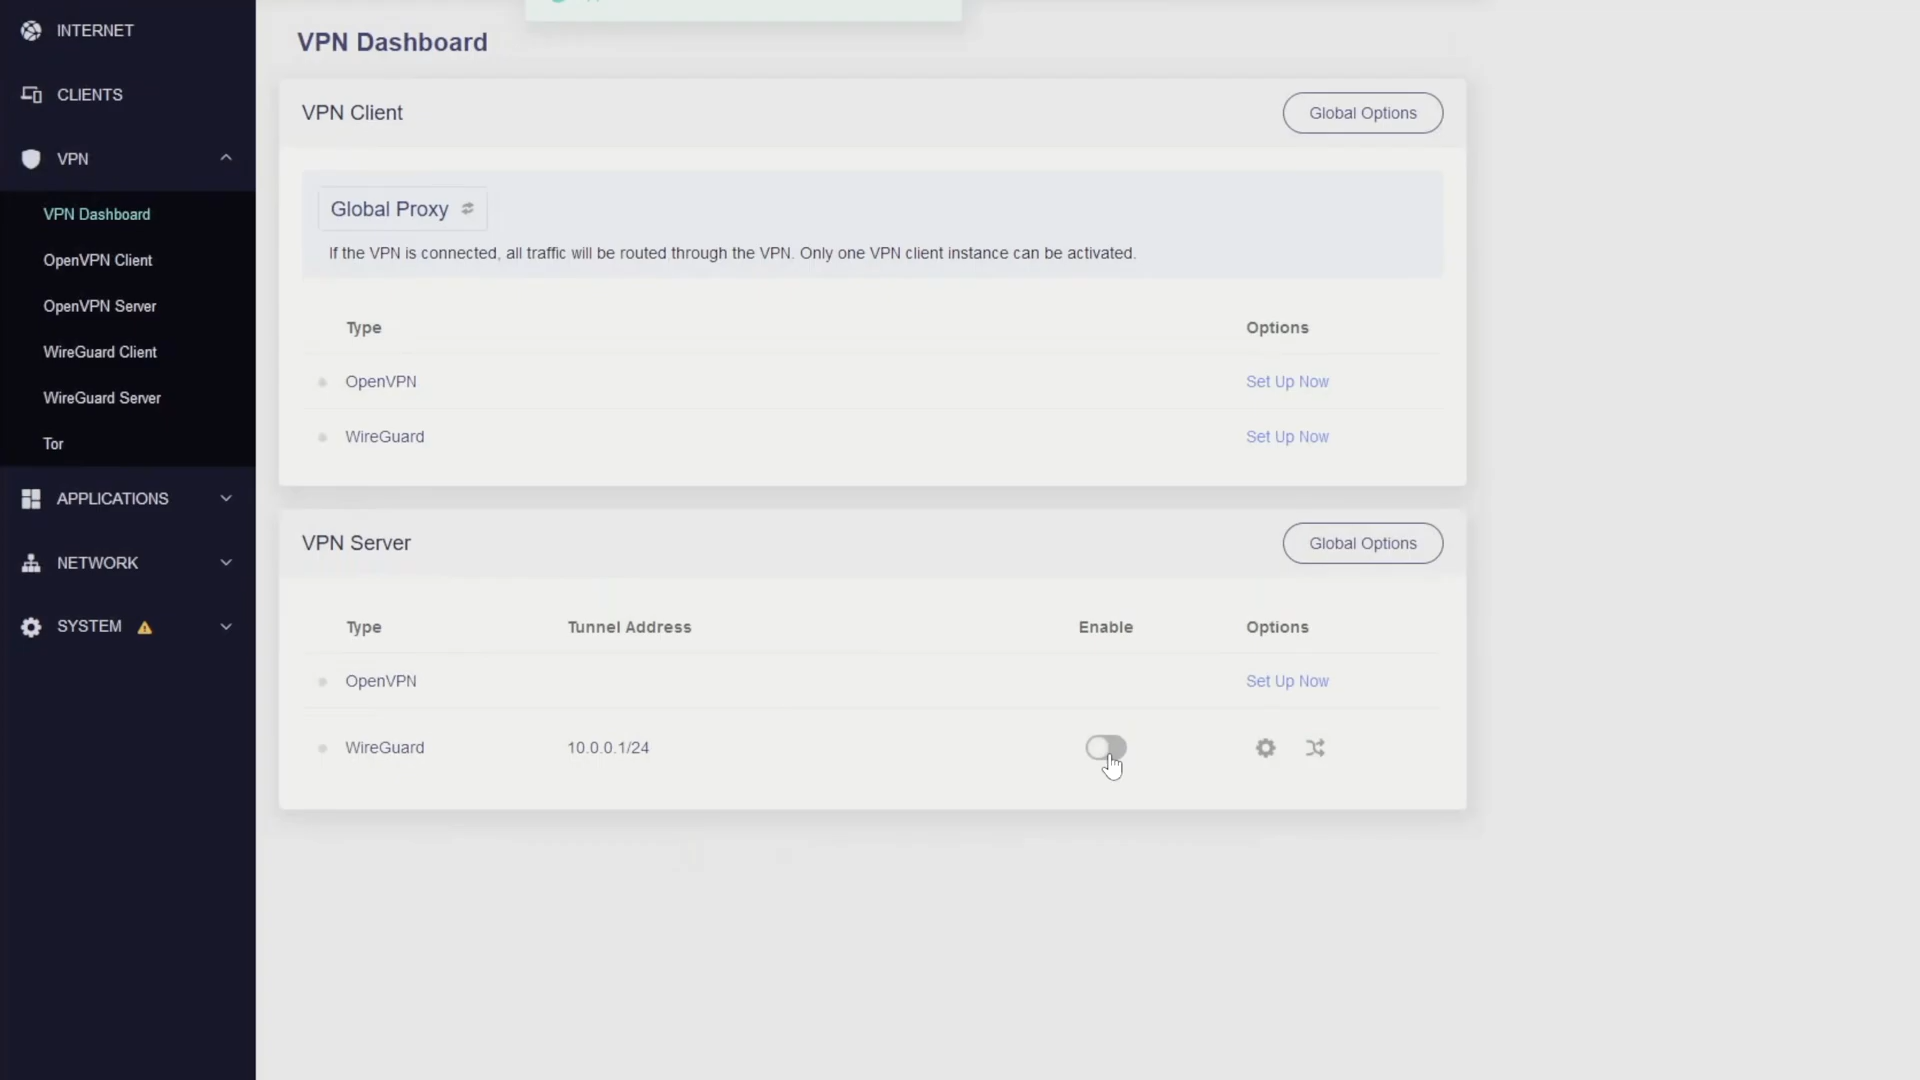 INTERNET
CLIENTS
VPN
VPN Dashboard
OpenVPN Client
OpenVPN Server
WireGuard Client
WireGuard Server
Tor
APPLICATIONS
NETWORK
SYSTEM
VPN Dashboard
VPN Client
Global Options
Global Proxy
If the VPN is connected, all traffic will be routed through the VPN. Only one VPN client instance can be activated.
Type Options
OpenVPN Set Up Now
WireGuard Set Up Now
VPN Server
Global Options
Type Tunnel Address Enable Options
OpenVPN Set Up Now
WireGuard 10.0.0.1/24